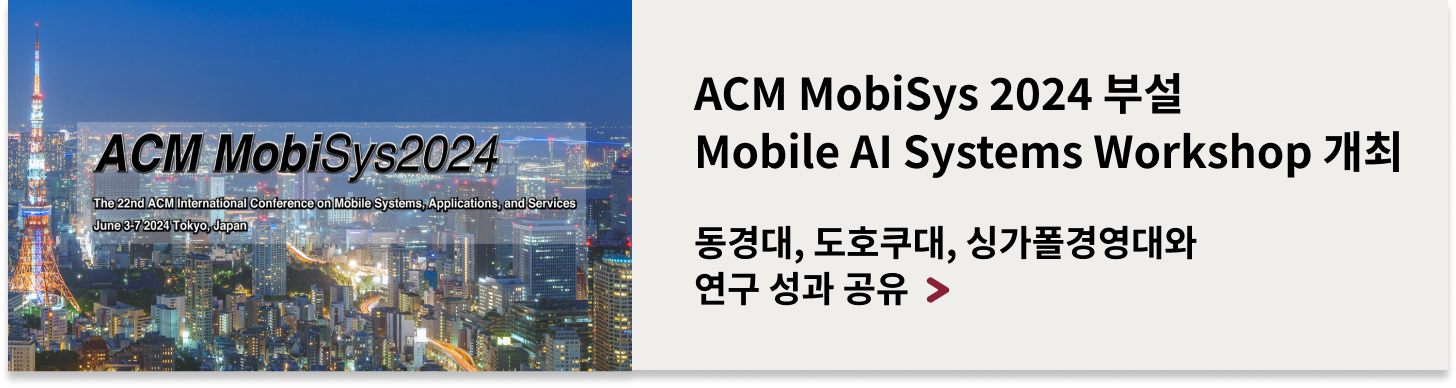 ACM MobiSys2024
The 22nd ACM International Conference on Mobile Systems, Applications, and Services
June 3-7 2024 Tokyo, Japan
ACM MobiSys 2024 부설
Mobile AI Systems Workshop 개최
동경대, 도호쿠대, 싱가폴경영대와
연구 성과 공유